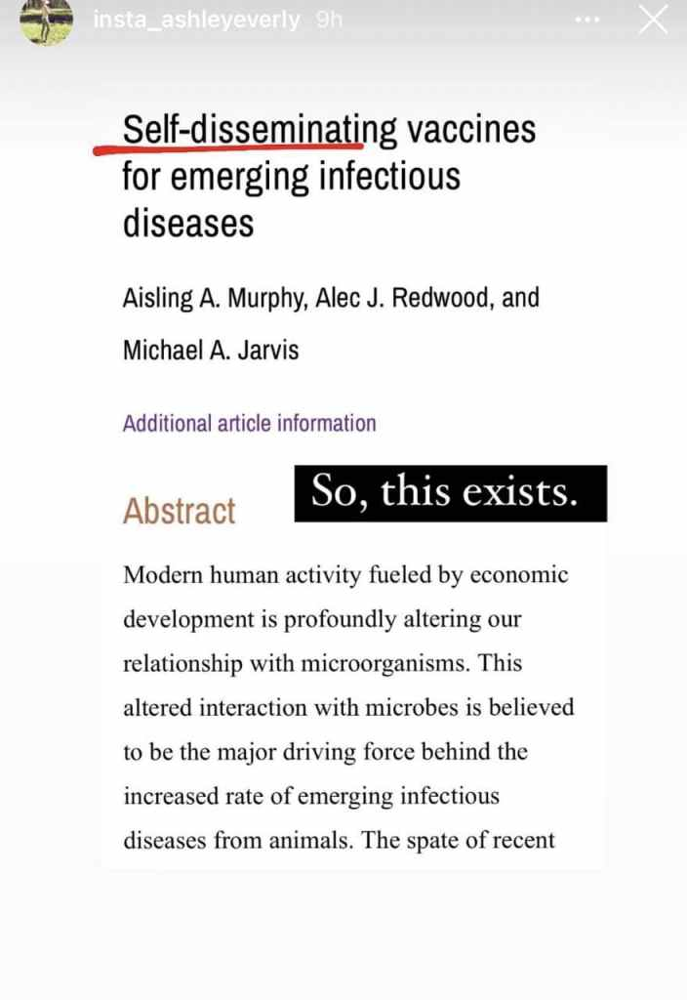 insta_ashleyeverly 9h
Self-disseminating vaccines
for emerging infectious
diseases
Aisling A. Murphy, Alec J. Redwood, and
Michael A. Jarvis
Additional article information
So, this exists.
Abstract
Modern human activity fueled by economic
development is profoundly altering our
relationship with microorganisms. This
altered interaction with microbes is believed
to be the major driving force behind the
increased rate of emerging infectious
diseases from animals. The spate of recent